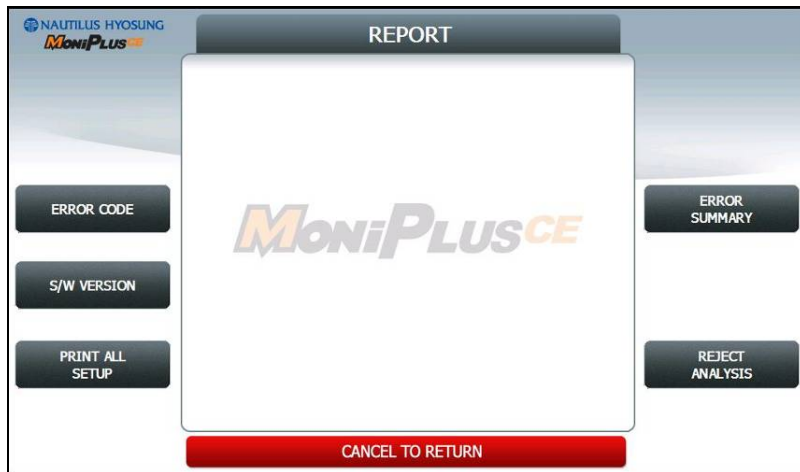 NAUTILUS HYOSUNG
MoniPlusCE
REPORT
ERROR CODE
ERROR
SUMMARY
MoniPlusCE
S/W VERSION
PRINT ALL
SETUP
REJECT
ANALYSIS
CANCEL TO RETURN